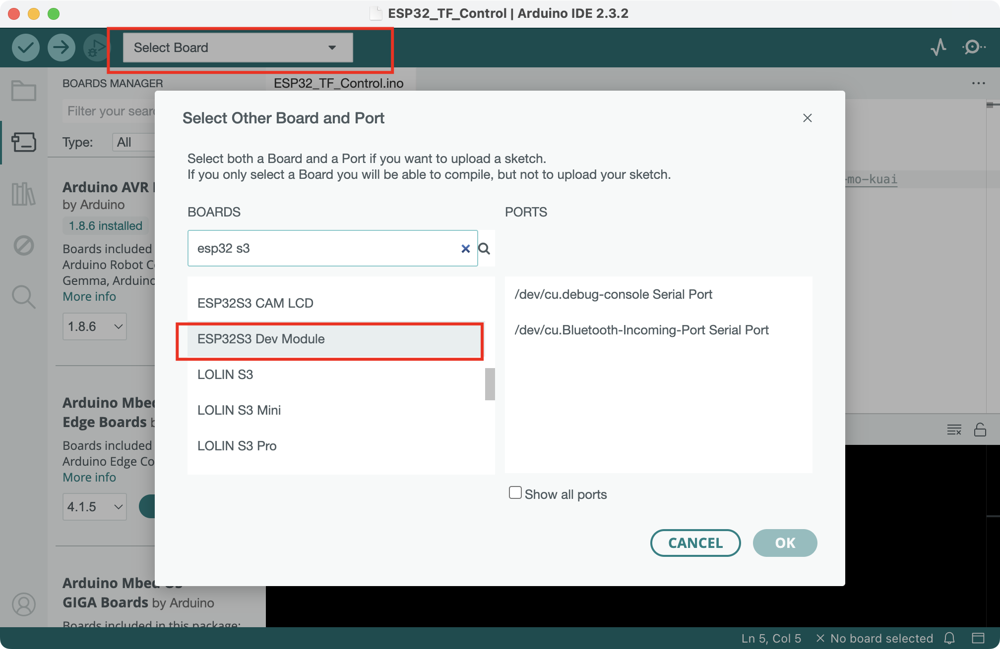 ESP32_TF_Control | Arduino IDE 2.3.2
Select Board
BOARDS MANAGER
ESP32_TF_Control.ino
Filter your sear
Type:
All
Arduino AVR
by Arduino
1.8.6 installed
Boards included
Arduino Robot
Gemma, Arduino
More info
1.8.6
Arduino Mbed
Edge Boards
Boards included
Arduino Edge Co
More info
4.1.5
Arduino Mbed
GIGA Boards by Arduino
Boards included in this package:
Select Other Board and Port
Select both a Board and a Port if you want to upload a sketch.
If you only select a Board you will be able to compile, but not to upload your sketch.
BOARDS
esp32 s3
ESP32S3 CAM LCD
ESP32S3 Dev Module
LOLIN S3
LOLIN S3 Mini
LOLIN S3 Pro
PORTS
/dev/cu.debug-console Serial Port
/dev/cu.Bluetooth-Incoming-Port Serial Port
Show all ports
CANCEL
OK
-mo-kuai
Ln 5, Col 5
No board selected